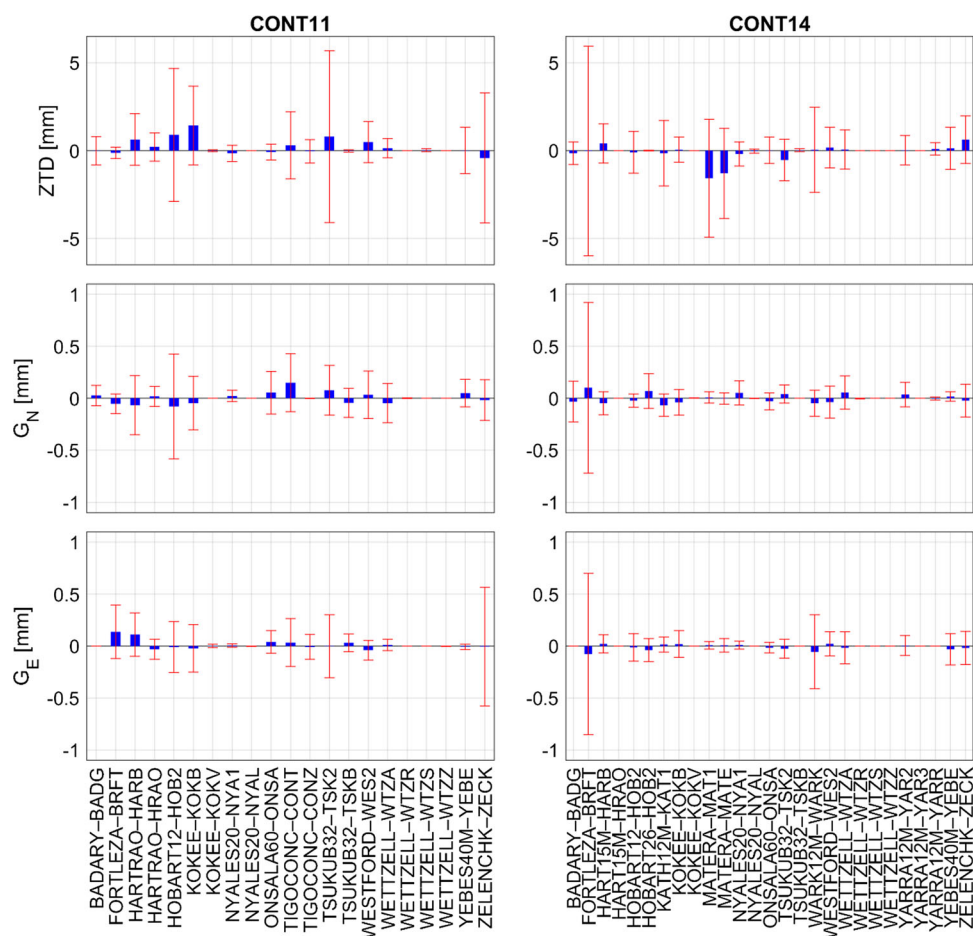 CONT11
CONT14
ZTD [mm]
5
0
-5
5
0
-5
G_N [mm]
1
0.5
0
-0.5
-1
1
0.5
0
-0.5
-1
G_E [mm]
1
0.5
0
-0.5
-1
1
0.5
0
-0.5
-1
BADARY–BADG
FORTLEZA–BRFT
HARTRAO–HARB
HARTRAO–HRAO
HOBART12–HOB2
KOKEE–KOKB
KOKEE–KOKV
NYALES20–NYA1
NYALES20–NYAL
ONSALA60–ONSA
TIGOCONC–CONT
TIGOCONC–CONZ
TSUKUB32–TSK2
TSUKUB32–TSKB
WESTFORD–WES2
WETTZELL–WTZA
WETTZELL–WTZR
WETTZELL–WTZS
WETTZELL–WTZZ
YEBES40M–YEBE
ZELENCHK–ZECK
BADARY–BADG
FORTLEZA–BRFT
HART15M–HARB
HART15M–HRAO
HOBART12–HOB2
HOBART26–HOB2
KATH12M–KAT1
KOKEE–KOKB
KOKEE–KOKV
MATERA–MAT1
MATERA–MATE
NYALES20–NYA1
NYALES20–NYAL
ONSALA60–ONSA
TSUKUB32–TSK2
TSUKUB32–TSKB
WARK12M–WARK
WESTFORD–WES2
WETTZELL–WTZA
WETTZELL–WTZR
WETTZELL–WTZS
WETTZELL–WTZZ
YARRA12M–YAR2
YARRA12M–YAR3
YARRA12M–YARR
YEBES40M–YEBE
ZELENCHK–ZECK